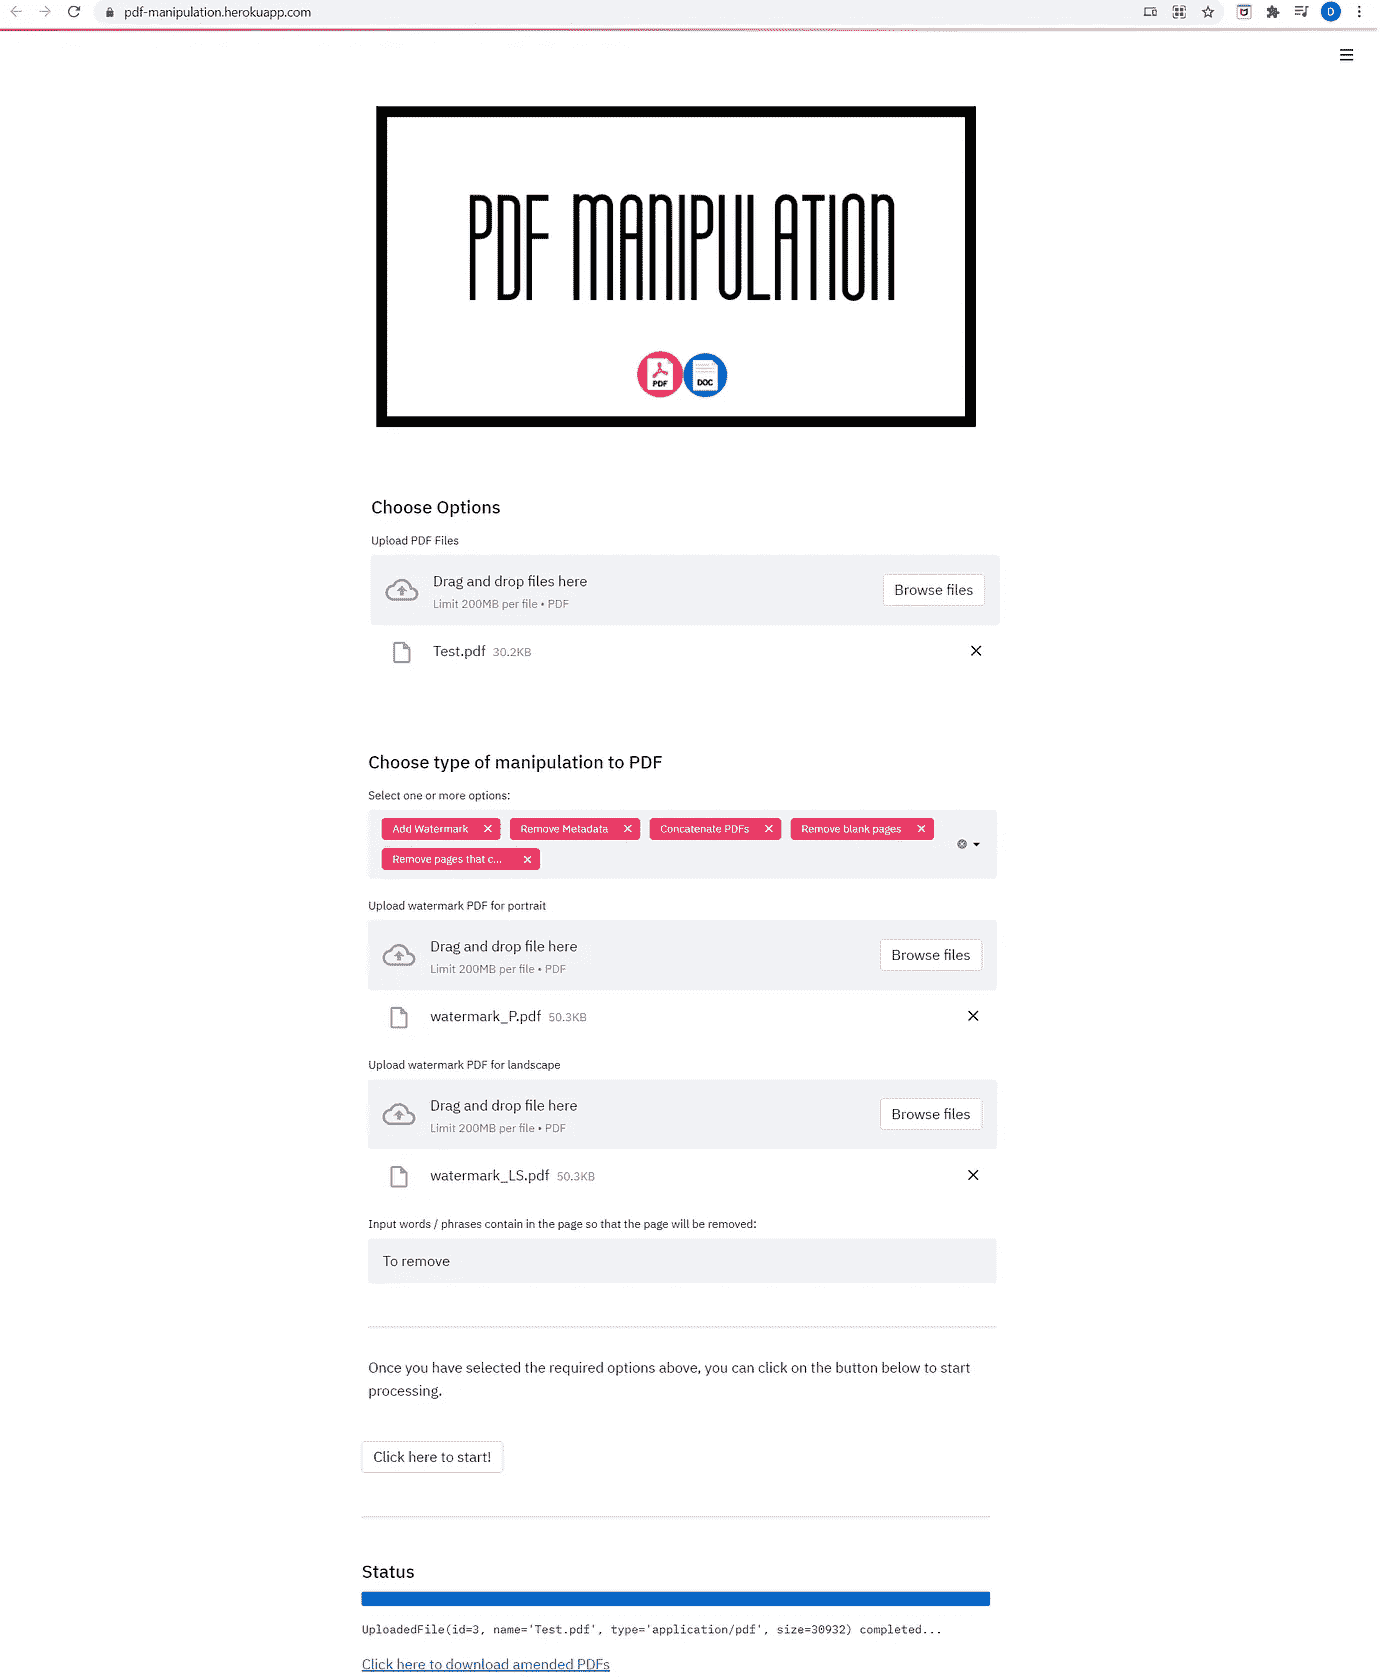 pdf-manipulation.herokuapp.com
D
PDF MANIPULATION
PDF
DOC
Choose Options
Upload PDF Files
Drag and drop files here
Limit 200MB per file • PDF
Browse files
Test.pdf 30.2KB
Choose type of manipulation to PDF
Select one or more options:
Add Watermark
Remove Metadata
Concatenate PDFs
Remove blank pages
Remove pages that c...
Upload watermark PDF for portrait
Drag and drop file here
Limit 200MB per file • PDF
Browse files
watermark_P.pdf 50.3KB
Upload watermark PDF for landscape
Drag and drop file here
Limit 200MB per file • PDF
Browse files
watermark_LS.pdf 50.3KB
Input words / phrases contain in the page so that the page will be removed:
To remove
Once you have selected the required options above, you can click on the button below to start
processing.
Click here to start!
Status
UploadedFile(id=3, name='Test.pdf', type='application/pdf', size=30932) completed...
Click here to download amended PDFs